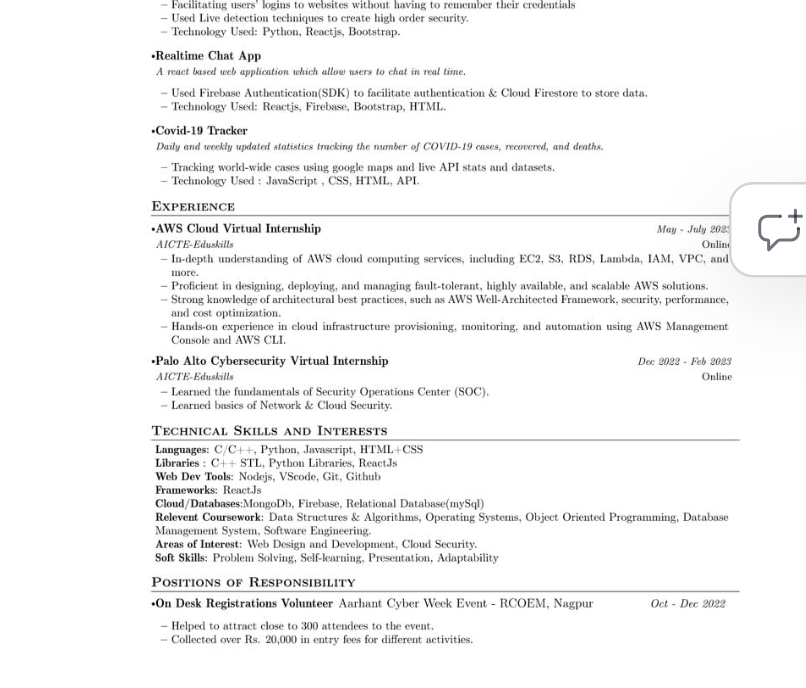 – Facilitating users' logins to websites without having to remember their credentials
– Used Live detection techniques to create high order security.
– Technology Used: Python, Reactjs, Bootstrap.
•Realtime Chat App
A react based web application which allow users to chat in real time.
– Used Firebase Authentication(SDK) to facilitate authentication & Cloud Firestore to store data.
– Technology Used: Reactjs, Firebase, Bootstrap, HTML.
•Covid-19 Tracker
Daily and weekly updated statistics tracking the number of COVID-19 cases, recovered, and deaths.
– Tracking world-wide cases using google maps and live API stats and datasets.
– Technology Used : JavaScript , CSS, HTML, API.
Experience
•AWS Cloud Virtual Internship May - July 202
AICTE-Eduskills Online
– In-depth understanding of AWS cloud computing services, including EC2, S3, RDS, Lambda, IAM, VPC, and
more.
– Proficient in designing, deploying, and managing fault-tolerant, highly available, and scalable AWS solutions.
– Strong knowledge of architectural best practices, such as AWS Well-Architected Framework, security, performance,
and cost optimization.
– Hands-on experience in cloud infrastructure provisioning, monitoring, and automation using AWS Management
Console and AWS CLI.
•Palo Alto Cybersecurity Virtual Internship Dec 2022 - Feb 2023
AICTE-Eduskills Online
– Learned the fundamentals of Security Operations Center (SOC).
– Learned basics of Network & Cloud Security.
Technical Skills and Interests
Languages: C/C++, Python, Javascript, HTML+CSS
Libraries : C++ STL, Python Libraries, ReactJs
Web Dev Tools: Nodejs, VScode, Git, Github
Frameworks: ReactJs
Cloud/Databases:MongoDb, Firebase, Relational Database(mySql)
Relevent Coursework: Data Structures & Algorithms, Operating Systems, Object Oriented Programming, Database
Management System, Software Engineering.
Areas of Interest: Web Design and Development, Cloud Security.
Soft Skills: Problem Solving, Self-learning, Presentation, Adaptability
Positions of Responsibility
•On Desk Registrations Volunteer Aarhant Cyber Week Event - RCOEM, Nagpur Oct - Dec 2022
– Helped to attract close to 300 attendees to the event.
– Collected over Rs. 20,000 in entry fees for different activities.